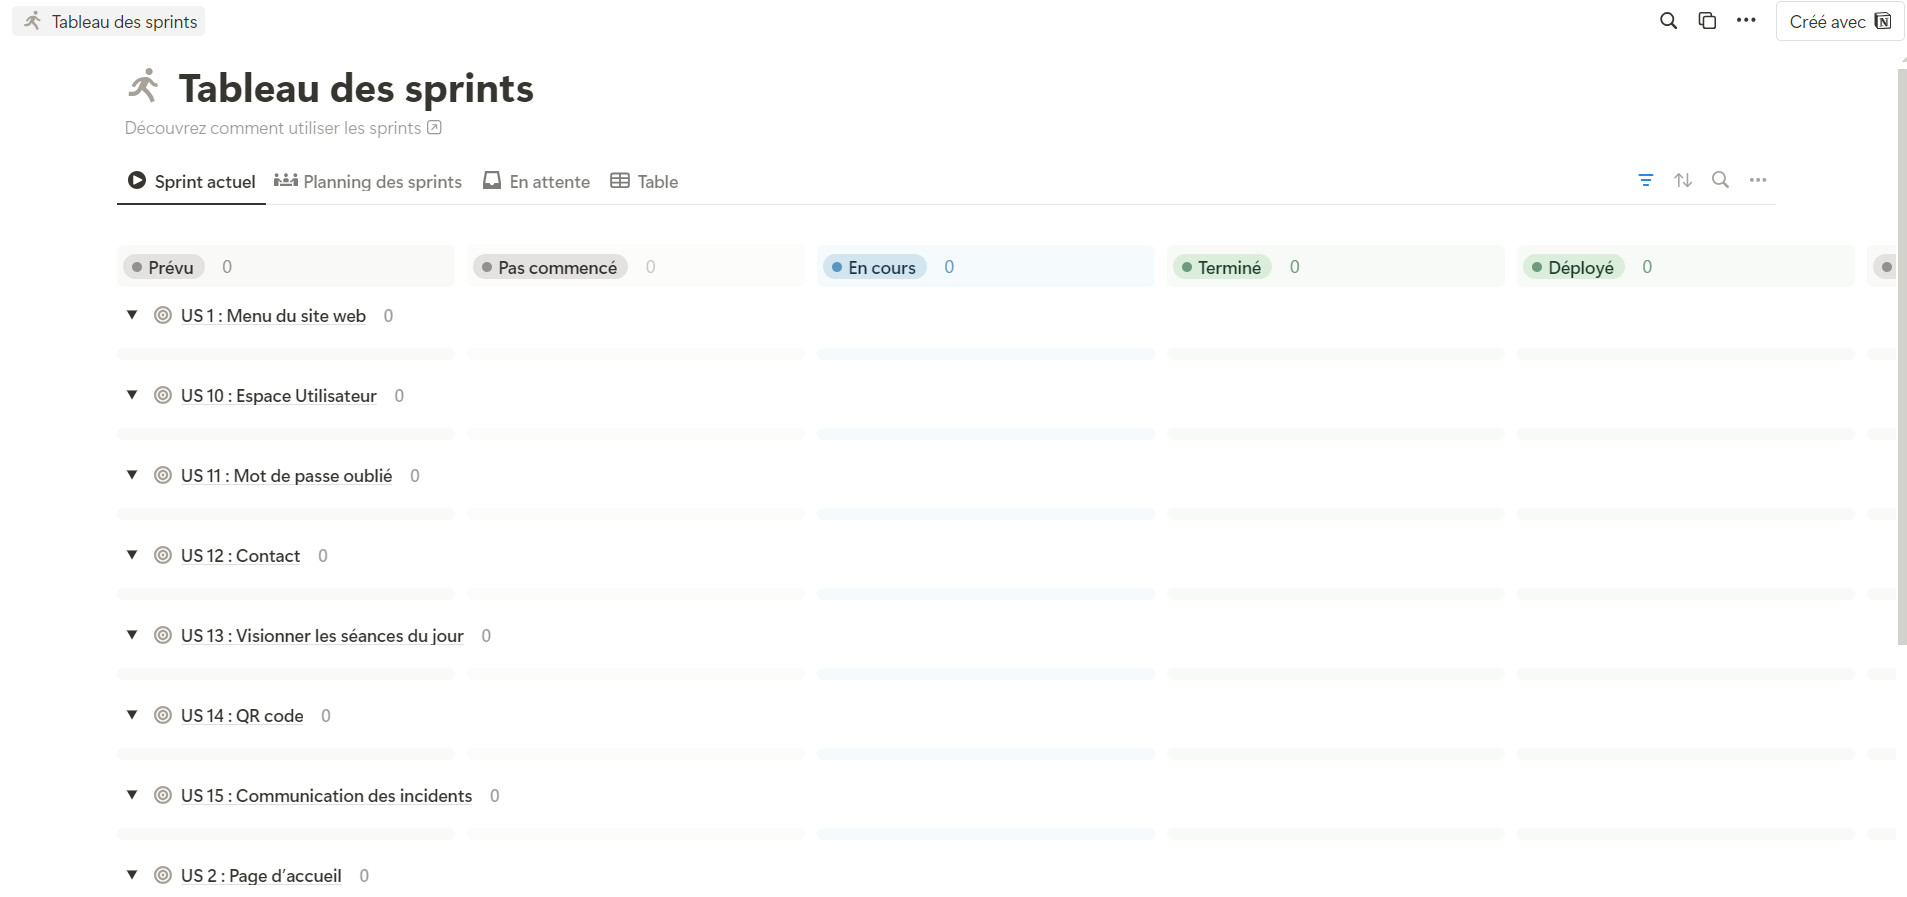 Tableau des sprints
Créé avec
Tableau des sprints
Découvrez comment utiliser les sprints
Sprint actuel Planning des sprints En attente Table
Prévu 0 Pas commencé 0 En cours 0 Terminé 0 Déployé 0
US 1 : Menu du site web 0
US 10 : Espace Utilisateur 0
US 11 : Mot de passe oublié 0
US 12 : Contact 0
US 13 : Visionner les séances du jour 0
US 14 : QR code 0
US 15 : Communication des incidents 0
US 2 : Page d’accueil 0